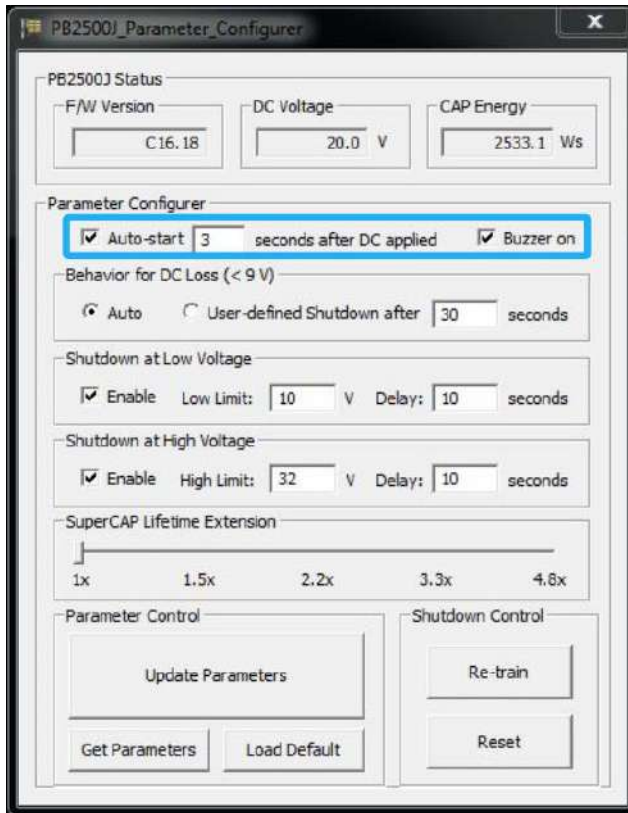 PB2500J_Parameter_Configurer
PB2500J Status
F/W Version DC Voltage CAP Energy
C16.18 20.0 V 2533.1 Ws
Parameter Configurer
Auto-start 3 seconds after DC applied Buzzer on
Behavior for DC Loss (< 9 V)
Auto User-defined Shutdown after 30 seconds
Shutdown at Low Voltage
Enable Low Limit: 10 V Delay: 10 seconds
Shutdown at High Voltage
Enable High Limit: 32 V Delay: 10 seconds
SuperCAP Lifetime Extension
1x 1.5x 2.2x 3.3x 4.8x
Parameter Control Shutdown Control
Update Parameters Re-train
Get Parameters Load Default Reset